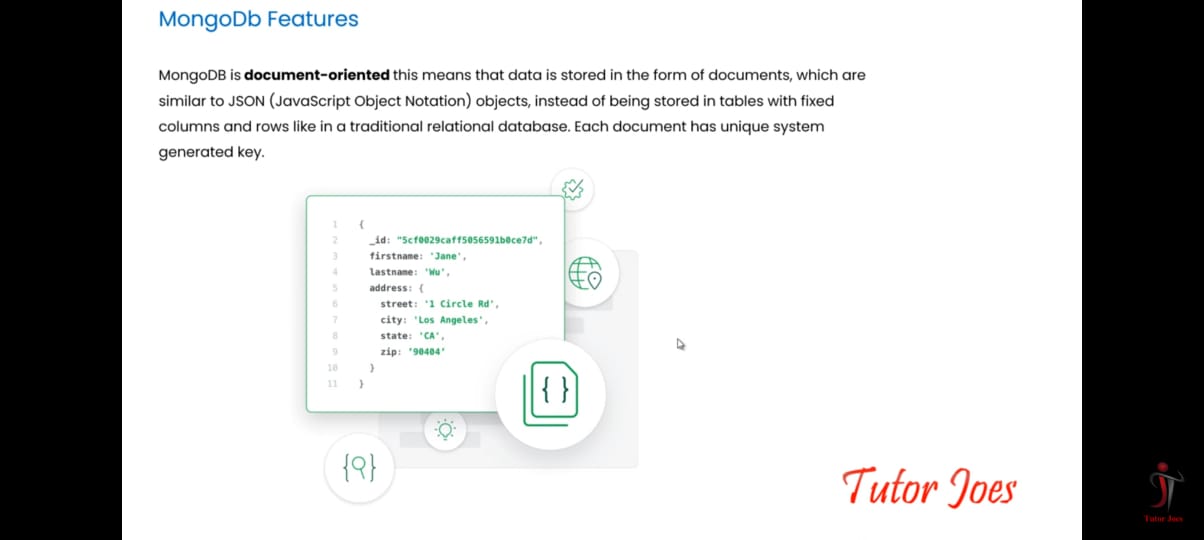 MongoDb Features
MongoDB is document-oriented this means that data is stored in the form of documents, which are
similar to JSON (JavaScript Object Notation) objects, instead of being stored in tables with fixed
columns and rows like in a traditional relational database. Each document has unique system
generated key.
1 {
2 _id: "5cf0029caff5056591b0ce7d",
3 firstname: 'Jane',
4 lastname: 'Wu',
5 address: {
6 street: '1 Circle Rd',
7 city: 'Los Angeles',
8 state: 'CA',
9 zip: '90404'
10 }
11 }
{ }
Tutor Joes
Tutor Joes